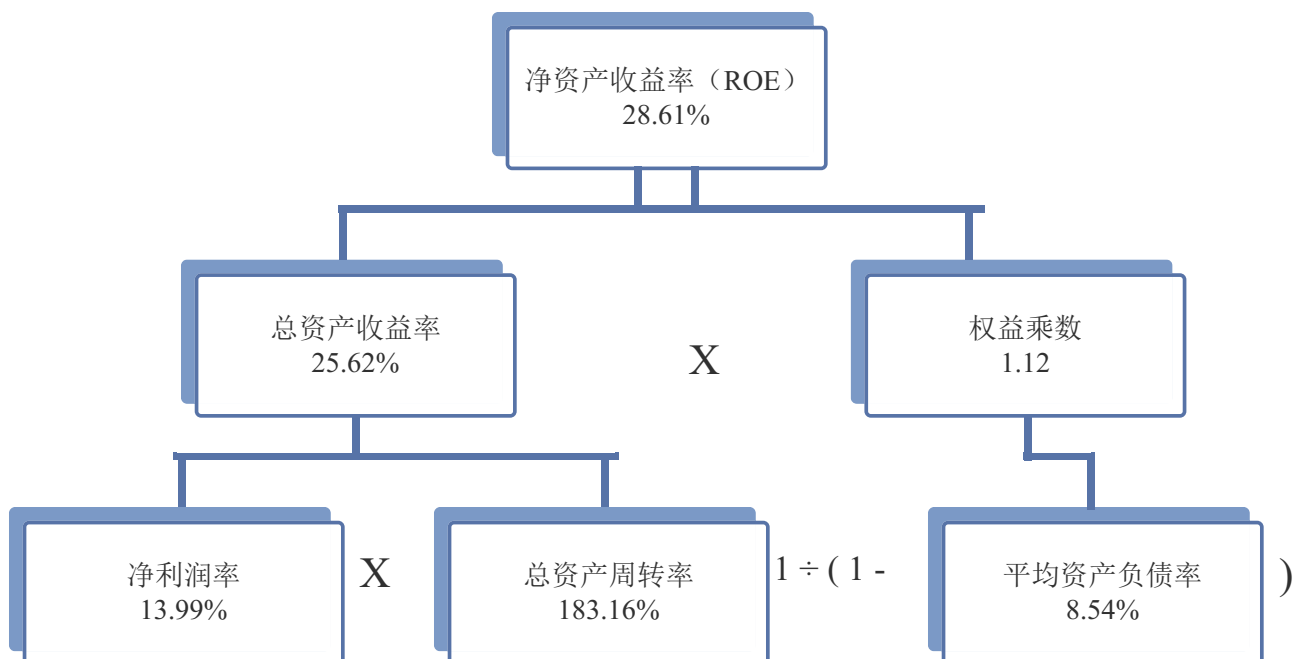 净资产收益率（ROE）
28.61%
总资产收益率
25.62%
X
权益乘数
1.12
净利润率
13.99%
X
总资产周转率
183.16%
1 ÷ ( 1 -
平均资产负债率
8.54%
)